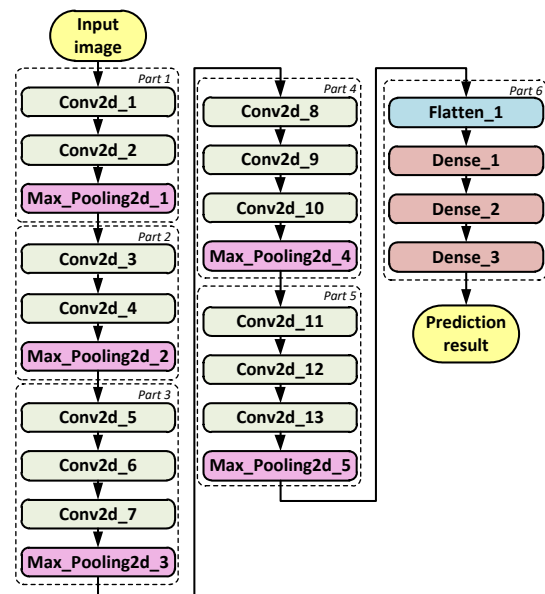 Input
image
Part 1
Conv2d_1
Conv2d_2
Max_Pooling2d_1
Part 2
Conv2d_3
Conv2d_4
Max_Pooling2d_2
Part 3
Conv2d_5
Conv2d_6
Conv2d_7
Max_Pooling2d_3
Part 4
Conv2d_8
Conv2d_9
Conv2d_10
Max_Pooling2d_4
Part 5
Conv2d_11
Conv2d_12
Conv2d_13
Max_Pooling2d_5
Part 6
Flatten_1
Dense_1
Dense_2
Dense_3
Prediction
result